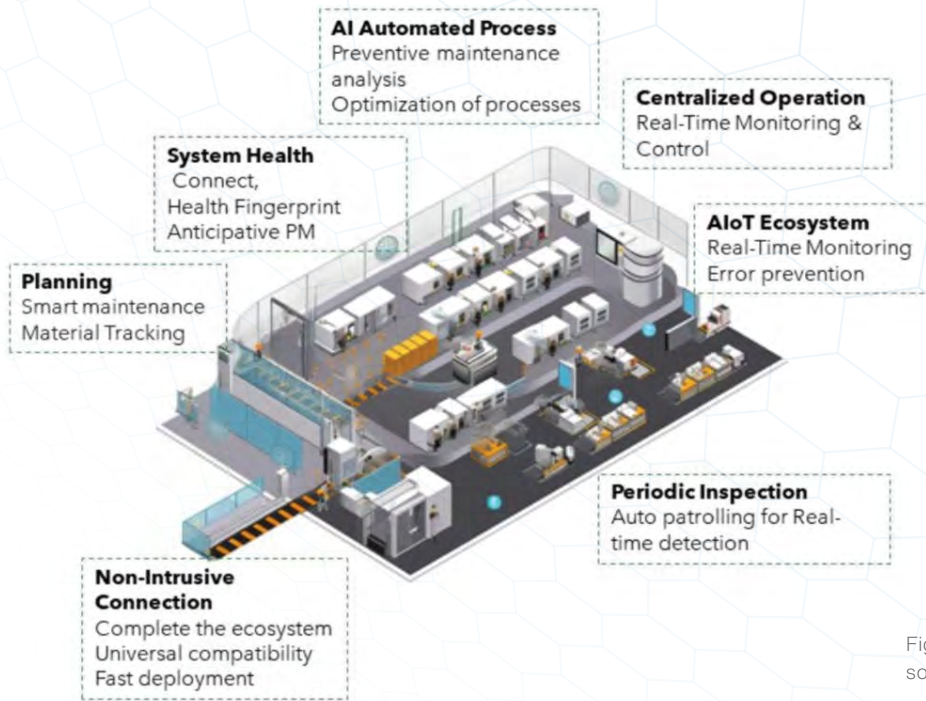 AI Automated Process
Preventive maintenance
analysis
Optimization of processes
Centralized Operation
Real-Time Monitoring &
Control
System Health
Connect,
Health Fingerprint
Anticipative PM
AIoT Ecosystem
Real-Time Monitoring
Error prevention
Planning
Smart maintenance
Material Tracking
Periodic Inspection
Auto patrolling for Real-
time detection
Non-Intrusive
Connection
Complete the ecosystem
Universal compatibility
Fast deployment